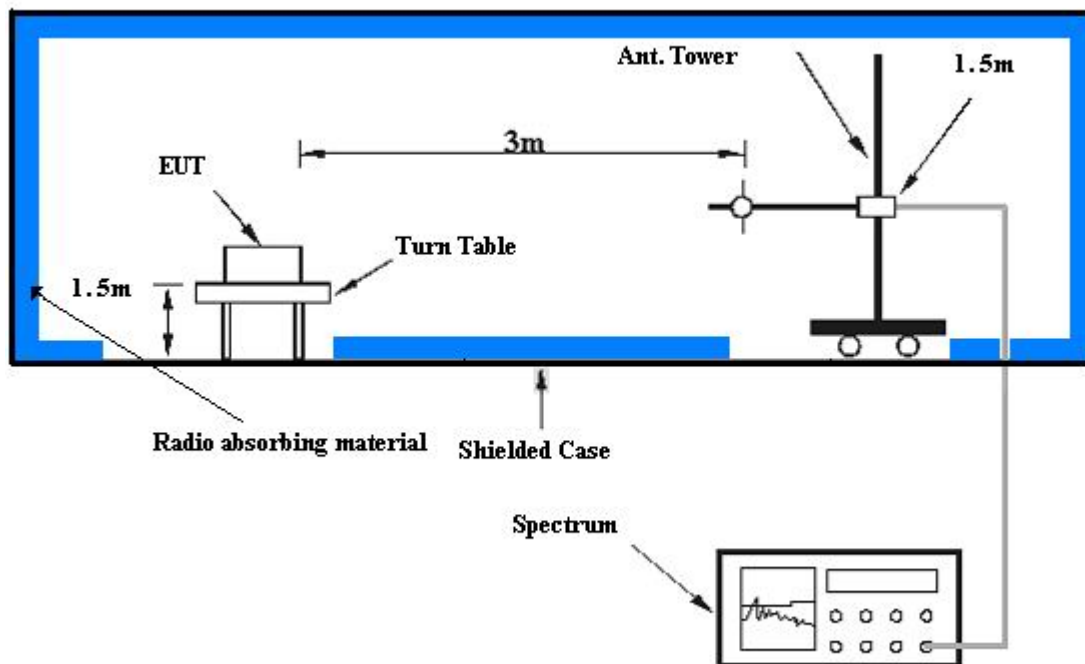 Ant. Tower
1.5m
3m
EUT
Turn Table
1.5m
Radio absorbing material
Shielded Case
Spectrum